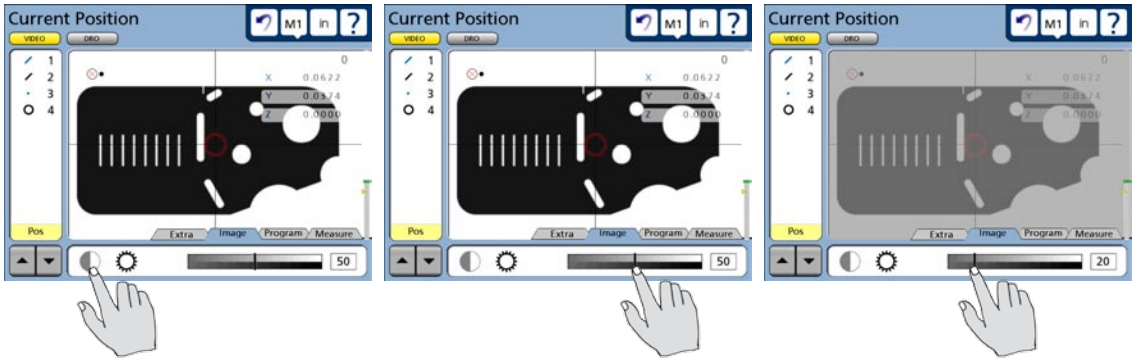 Current Position
M1 in ?
VIDEO DRO
1
2
3
4
0
X 0.0622
Y 0.0374
Z 0.0000
Pos
Extra Image Program Measure
50
Current Position
M1 in ?
VIDEO DRO
1
2
3
4
0
X 0.0622
Y 0.0374
Z 0.0000
Pos
Extra Image Program Measure
50
Current Position
M1 in ?
VIDEO DRO
1
2
3
4
0
X 0.0622
Y 0.0374
Z 0.0000
Pos
Extra Image Program Measure
20